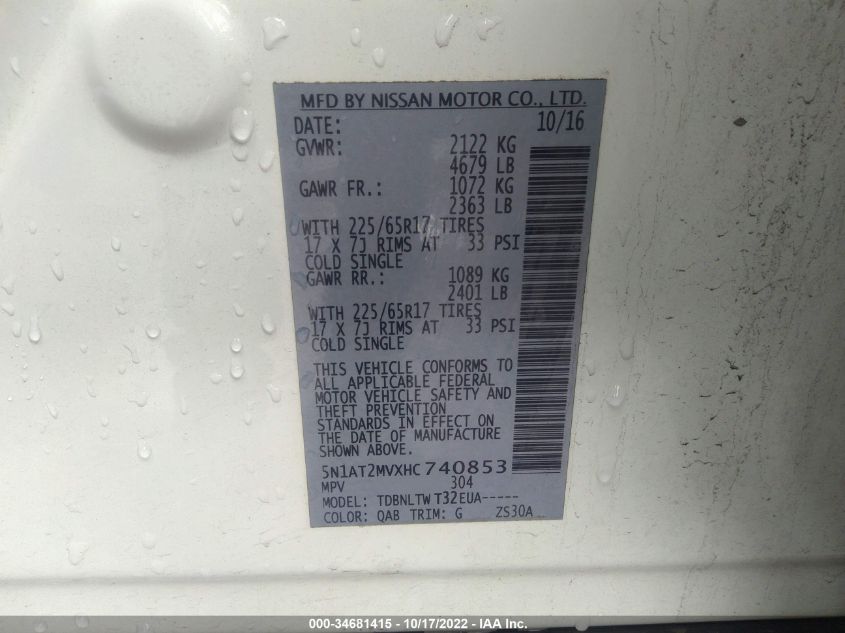 MFD BY NISSAN MOTOR CO., LTD.
DATE: 10/16
GVWR: 2122 KG
4679 LB
GAWR FR.: 1072 KG
2363 LB
WITH 225/65R17 TIRES
17 X 7J RIMS AT 33 PSI
COLD SINGLE
GAWR RR.: 1089 KG
2401 LB
WITH 225/65R17 TIRES
17 X 7J RIMS AT 33 PSI
COLD SINGLE
THIS VEHICLE CONFORMS TO
ALL APPLICABLE FEDERAL
MOTOR VEHICLE SAFETY AND
THEFT PREVENTION
STANDARDS IN EFFECT ON
THE DATE OF MANUFACTURE
SHOWN ABOVE.
5N1AT2MVXHC740853
MPV 304
MODEL: TDBNLTWT32EUA-----
COLOR: QAB TRIM: G ZS30A
000-34681415 - 10/17/2022 - IAA Inc.